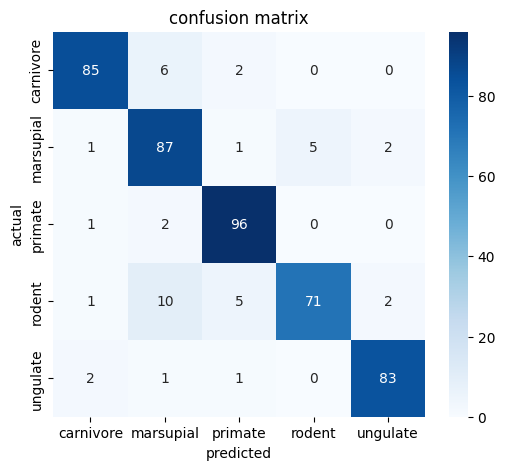 confusion matrix
actual
carnivore
85 6 2 0 0
marsupial
1 87 1 5 2
primate
1 2 96 0 0
rodent
1 10 5 71 2
ungulate
2 1 1 0 83
carnivore marsupial primate rodent ungulate
predicted
80
60
40
20
0